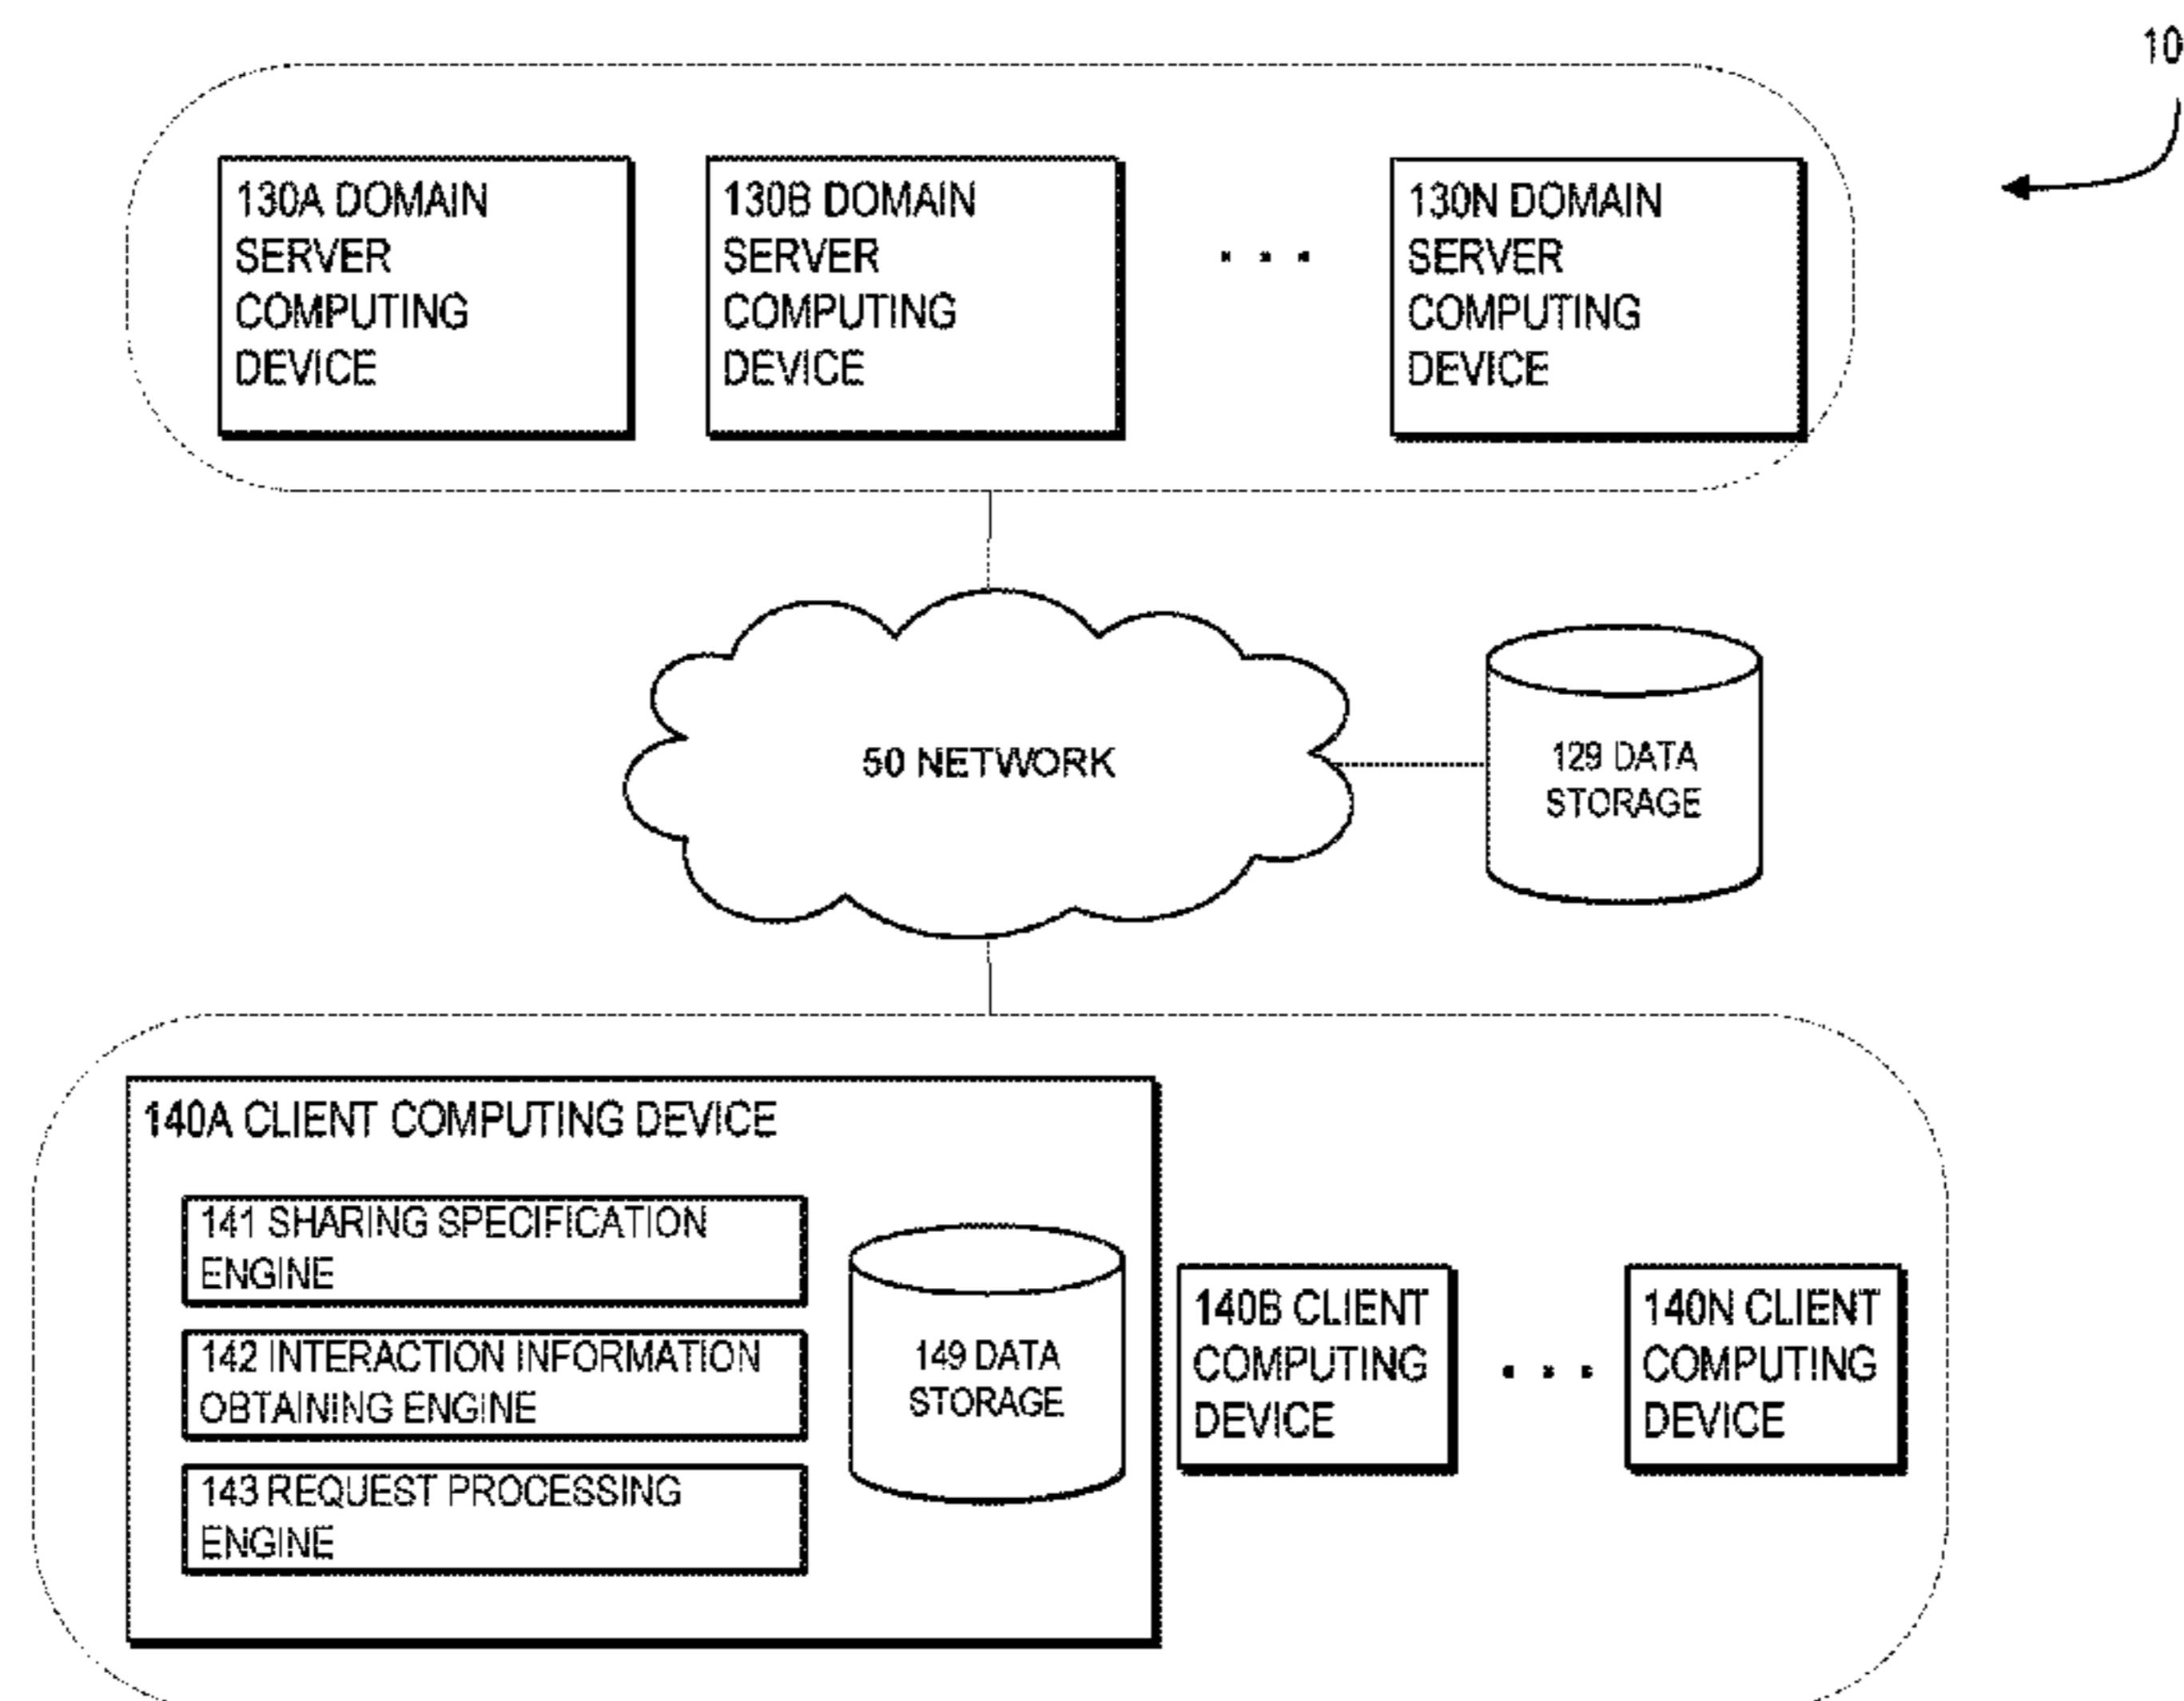 10
130A DOMAIN
SERVER
COMPUTING
DEVICE
130B DOMAIN
SERVER
COMPUTING
DEVICE
. . .
130N DOMAIN
SERVER
COMPUTING
DEVICE
50 NETWORK
129 DATA
STORAGE
140A CLIENT COMPUTING DEVICE
141 SHARING SPECIFICATION
ENGINE
142 INTERACTION INFORMATION
OBTAINING ENGINE
143 REQUEST PROCESSING
ENGINE
149 DATA
STORAGE
140B CLIENT
COMPUTING
DEVICE
. . .
140N CLIENT
COMPUTING
DEVICE